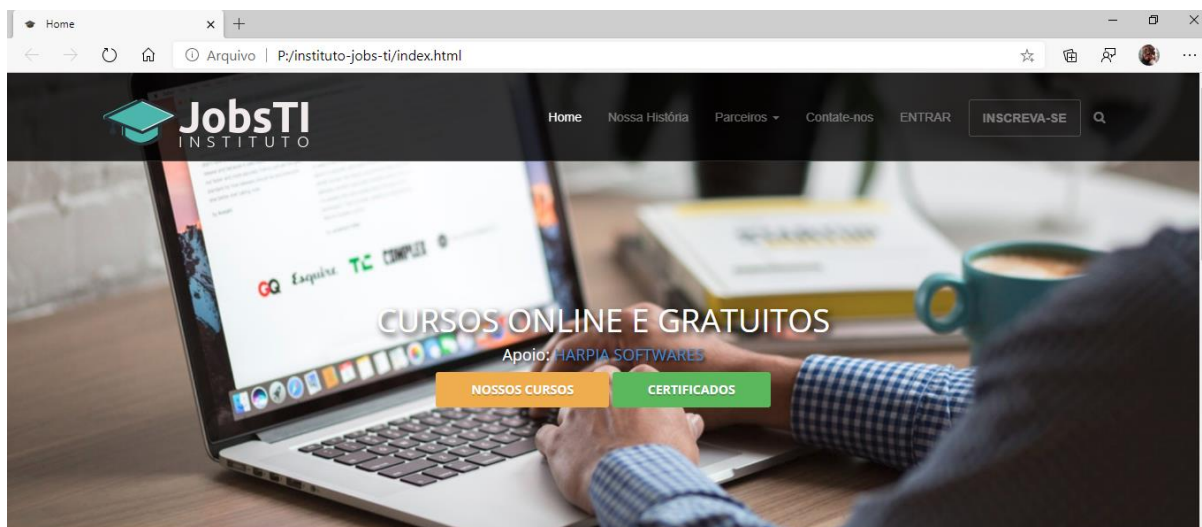 Home
Arquivo | P:/instituto-jobs-ti/index.html
JobsTI
INSTITUTO
Home Nossa História Parceiros Contate-nos ENTRAR INSCREVA-SE
GQ Esquire TC COMPLEX
CURSOS ONLINE E GRATUITOS
Apoio: HARPIA SOFTWARES
NOSSOS CURSOS CERTIFICADOS